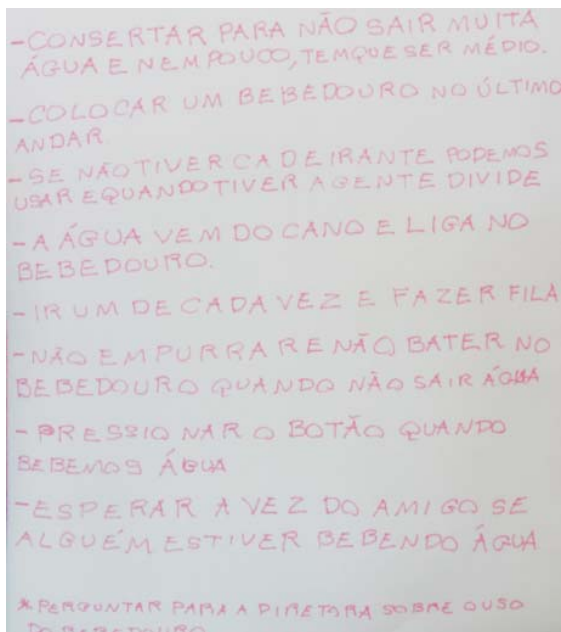 -CONSERTAR PARA NÃO SAIR MUITA
ÁGUA E NEM POUCO, TEM QUE SER MÉDIO.
-COLOCAR UM BEBEDOURO NO ÚLTIMO
ANDAR
-SE NÃO TIVER CADEIRANTE PODEMOS
USAR E QUANDO TIVER A GENTE DIVIDE
-A ÁGUA VEM DO CANO E LIGA NO
BEBEDOURO.
-IR UM DE CADA VEZ E FAZER FILA
-NÃO EMPURRAR E NÃO BATER NO
BEBEDOURO QUANDO NÃO SAIR ÁGUA
-PRESSIONAR O BOTÃO QUANDO
BEBEMOS ÁGUA
-ESPERAR A VEZ DO AMIGO SE
ALGUÉM ESTIVER BEBENDO ÁGUA
*PERGUNTAR PARA A DIRETORA SOBRE O USO
DO BEBEDOURO